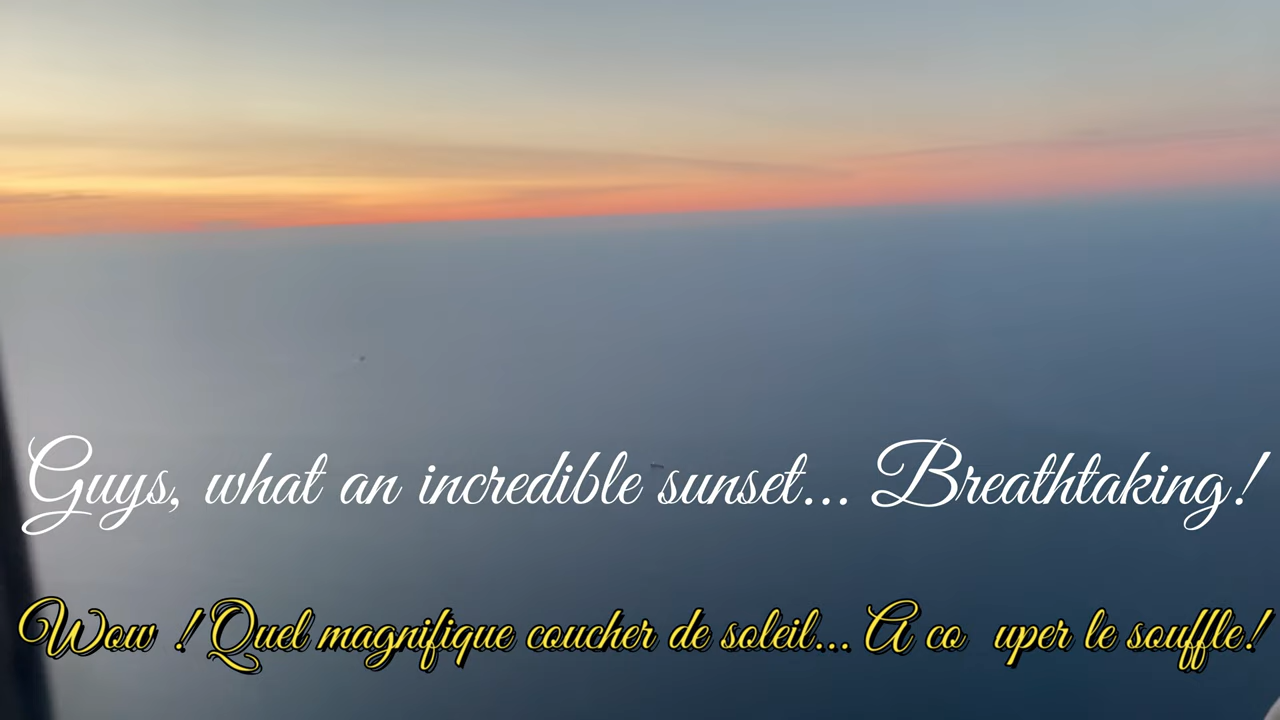 Guys, what an incredible sunset... Breathtaking!
Wow ! Quel magnifique coucher de soleil... A co uper le souffle!